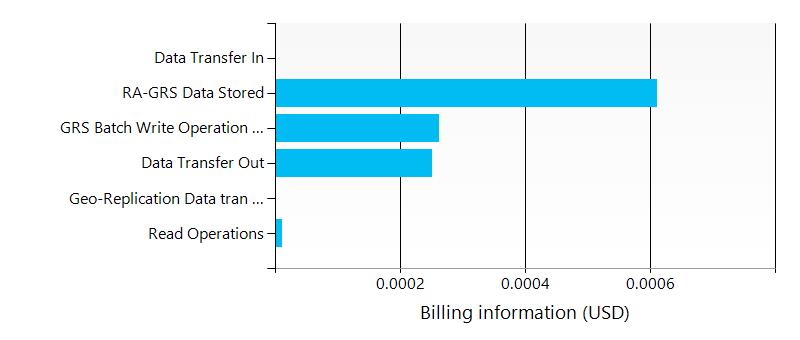 Data Transfer In
RA-GRS Data Stored
GRS Batch Write Operation ...
Data Transfer Out
Geo-Replication Data tran ...
Read Operations
0.0002 0.0004 0.0006
Billing information (USD)